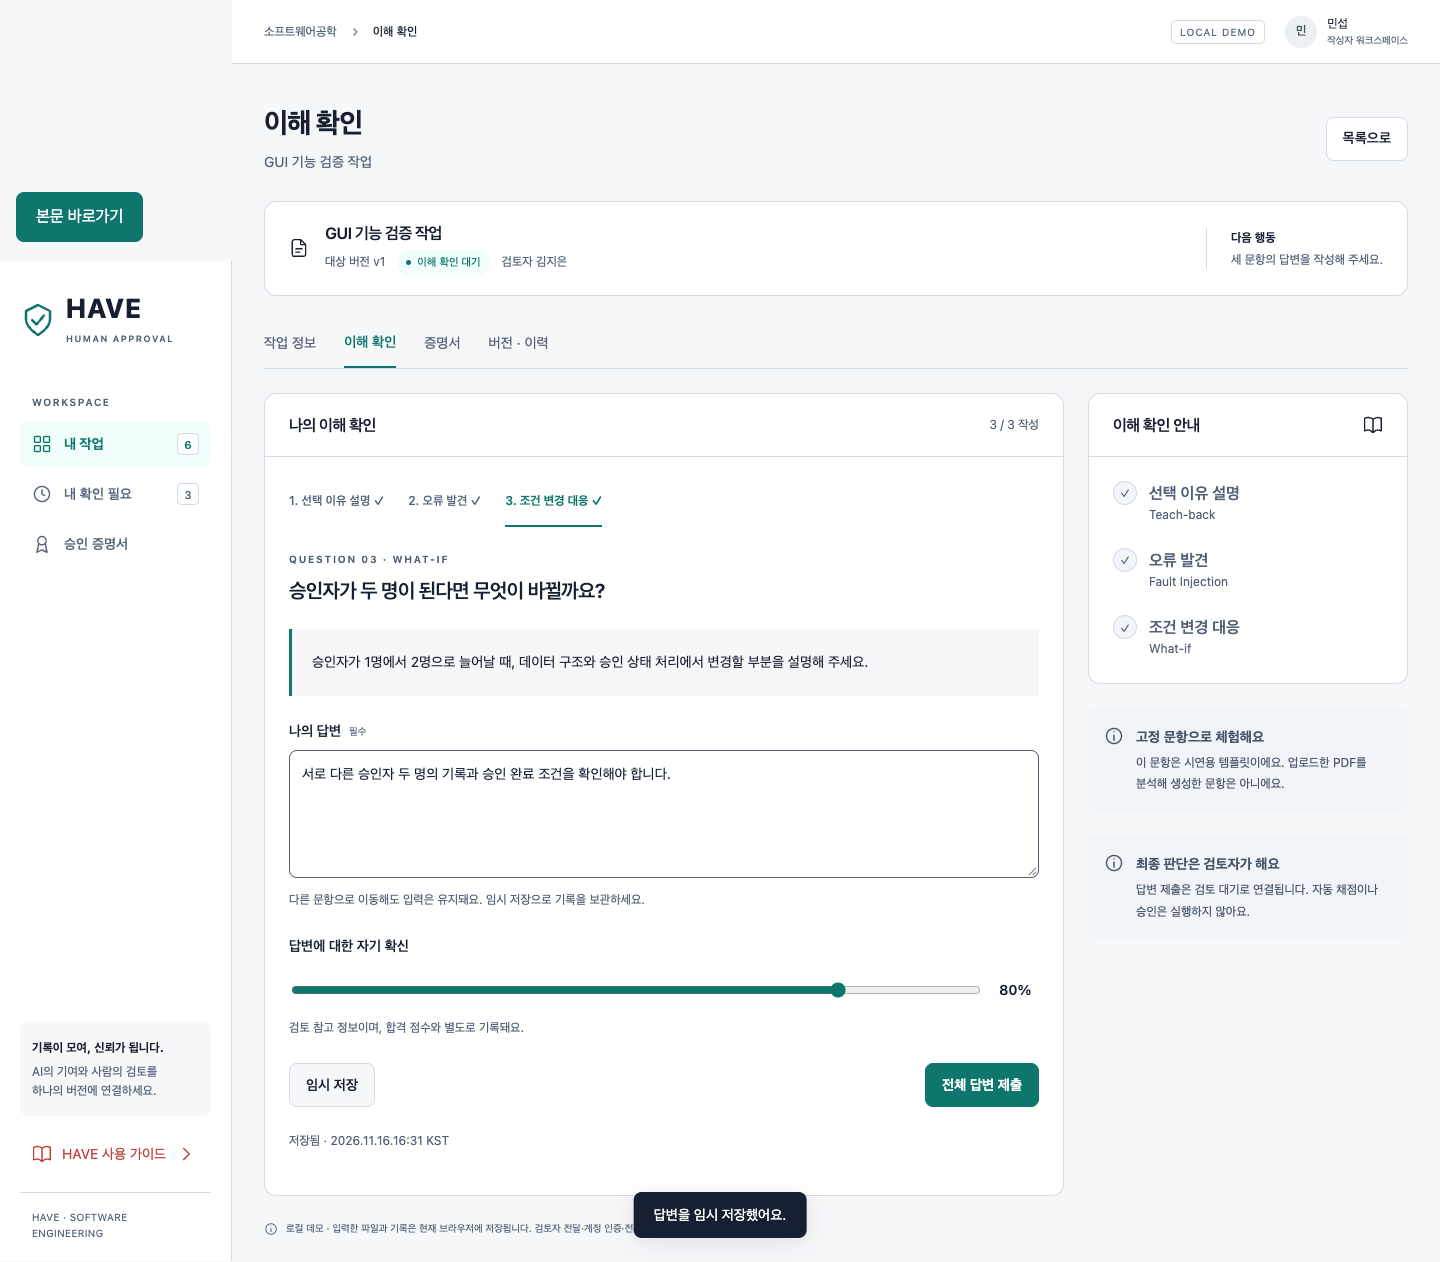 소프트웨어공학 > 이해 확인
LOCAL DEMO
민
민섭
작성자 워크스페이스
이해 확인
GUI 기능 검증 작업
목록으로
본문 바로가기
HAVE
HUMAN APPROVAL
WORKSPACE
내 작업 6
내 확인 필요 3
승인 증명서
기록이 모여, 신뢰가 됩니다.
AI의 기여와 사람의 검토를
하나의 버전에 연결하세요.
HAVE 사용 가이드
HAVE · SOFTWARE
ENGINEERING
GUI 기능 검증 작업
대상 버전 v1 이해 확인 대기 검토자 김지은
다음 행동
세 문항의 답변을 작성해 주세요.
작업 정보 이해 확인 증명서 버전 · 이력
나의 이해 확인 3 / 3 작성
1. 선택 이유 설명 ✓ 2. 오류 발견 ✓ 3. 조건 변경 대응 ✓
QUESTION 03 · WHAT-IF
승인자가 두 명이 된다면 무엇이 바뀔까요?
승인자가 1명에서 2명으로 늘어날 때, 데이터 구조와 승인 상태 처리에서 변경할 부분을 설명해 주세요.
나의 답변 필수
서로 다른 승인자 두 명의 기록과 승인 완료 조건을 확인해야 합니다.
다른 문항으로 이동해도 입력은 유지돼요. 임시 저장으로 기록을 보관하세요.
답변에 대한 자기 확신
80%
검토 참고 정보이며, 합격 점수와 별도로 기록돼요.
임시 저장 전체 답변 제출
저장됨 · 2026.11.16.16:31 KST
이해 확인 안내
선택 이유 설명
Teach-back
오류 발견
Fault Injection
조건 변경 대응
What-if
고정 문항으로 체험해요
이 문항은 시연용 템플릿이에요. 업로드한 PDF를
분석해 생성한 문항은 아니에요.
최종 판단은 검토자가 해요
답변 제출은 검토 대기로 연결됩니다. 자동 채점이나
승인은 실행하지 않아요.
로컬 데모 · 입력한 파일과 기록은 현재 브라우저에 저장됩니다. 검토자 전달·계정 인증·전
답변을 임시 저장했어요.